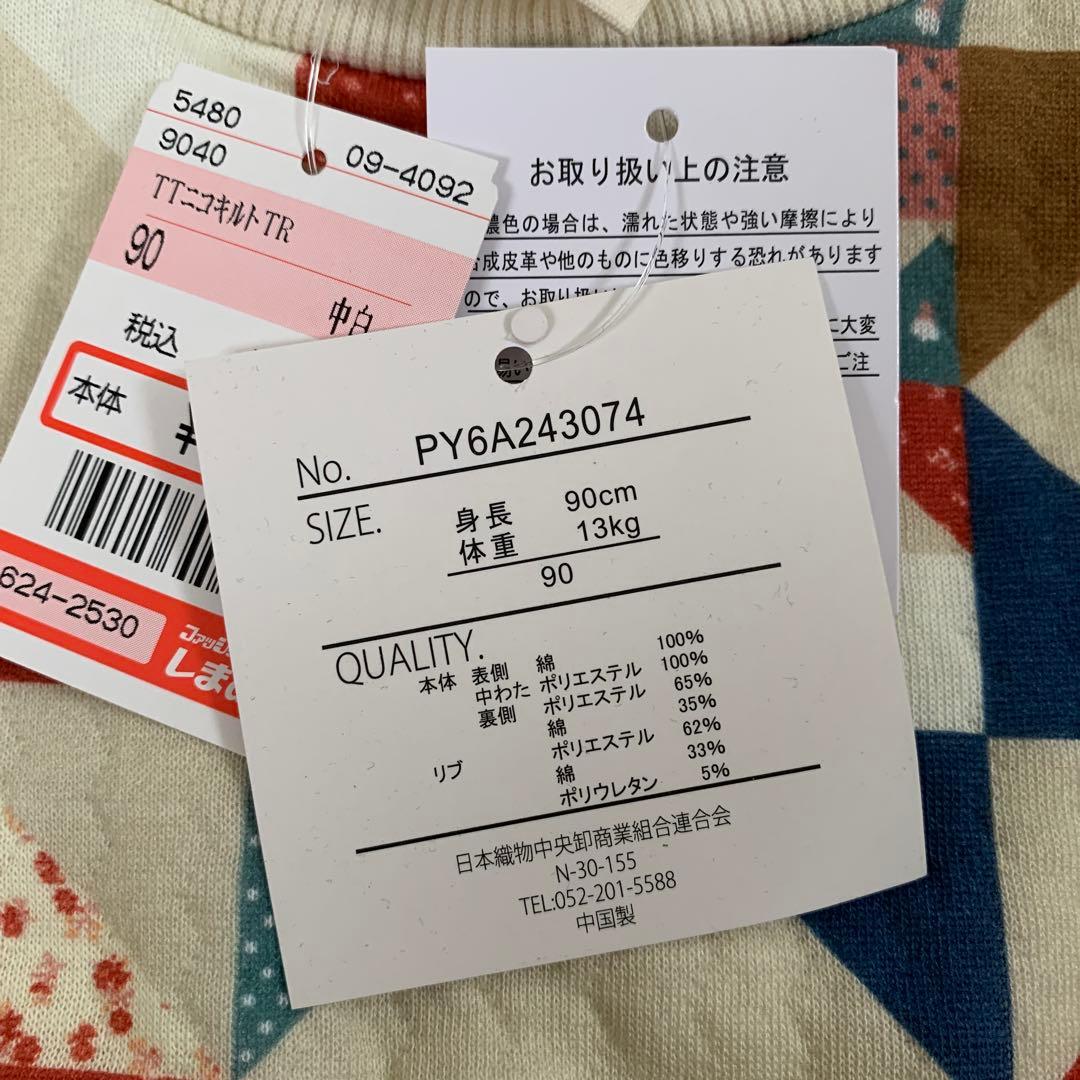 5480
9040
09-4092
TTニコキルトTR
90
中白
税込
本体
624-2530
ファッシ
しま
お取り扱い上の注意
濃色の場合は、濡れた状態や強い摩擦により
合成皮革や他のものに色移りする恐れがあります
ので、お取り扱い
に大変
易い
ご注
No. PY6A243074
SIZE. 身長 90cm
体重 13kg
90
QUALITY.
本体 表側 綿 100%
中わた ポリエステル 100%
裏側 ポリエステル 65%
綿 35%
リブ ポリエステル 62%
綿 33%
ポリウレタン 5%
日本織物中央卸商業組合連合会
N-30-155
TEL:052-201-5588
中国製